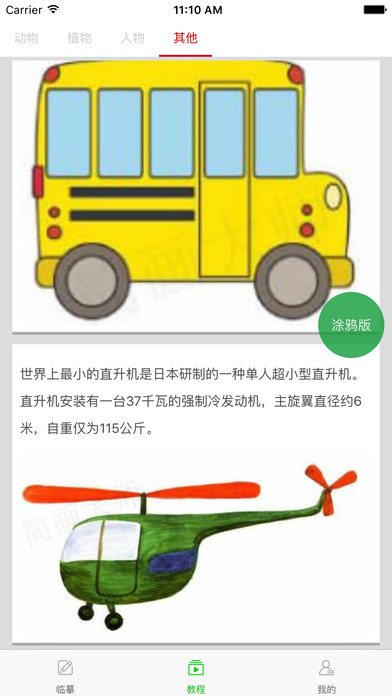 Carrier 11:10 AM
动物 植物 人物 其他
简画大师
涂鸦版
世界上最小的直升机是日本研制的一种单人超小型直升机。
直升机安装有一台37千瓦的强制冷发动机，主旋翼直径约6
米，自重仅为115公斤。
简画大师
临摹 教程 我的